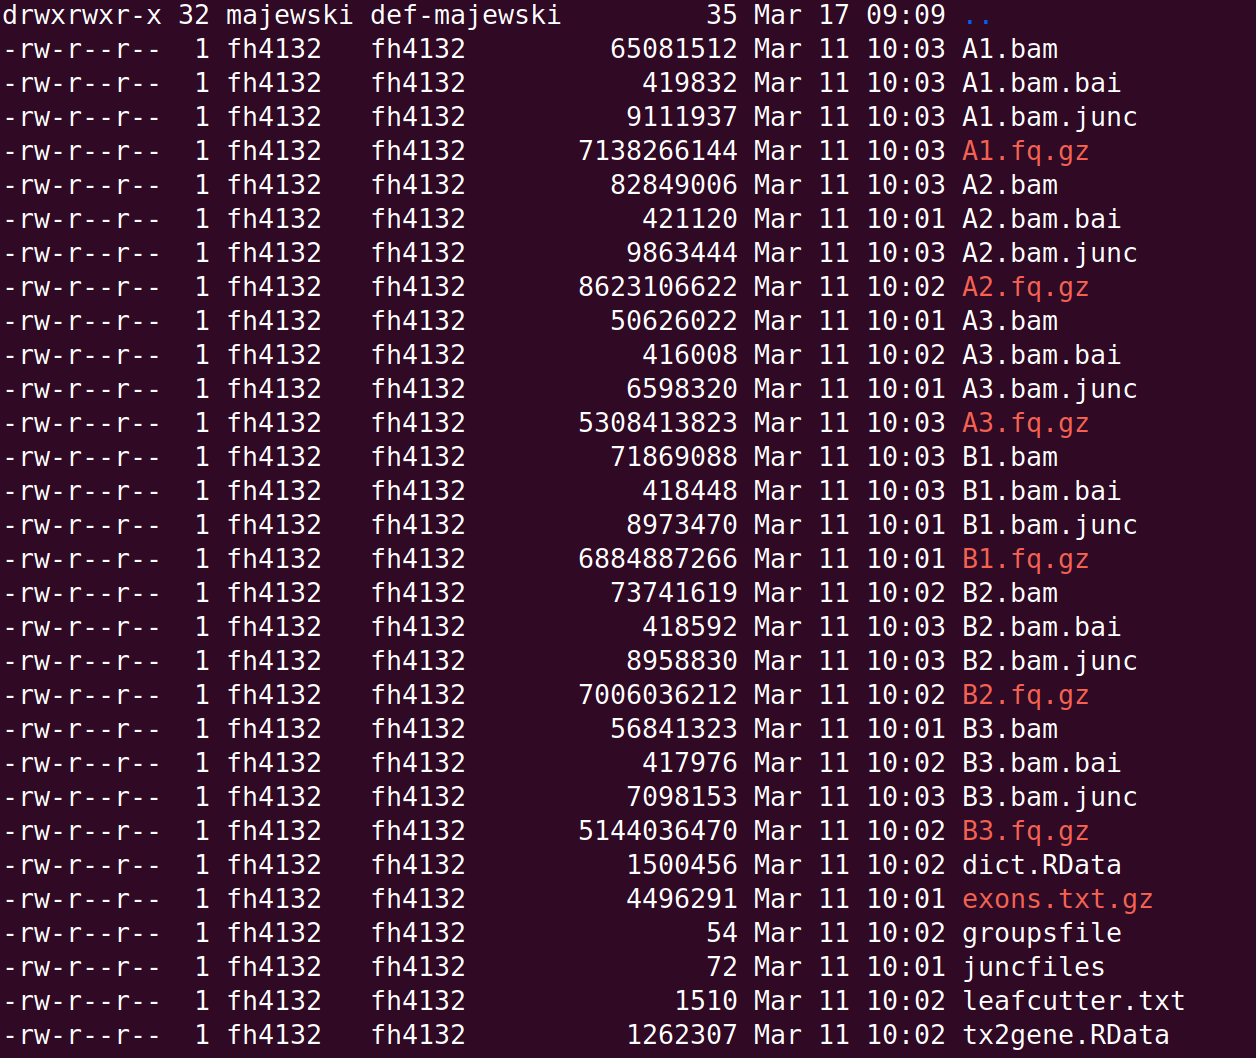 drwxrwxr-x 32 majewski def-majewski         35 Mar 17 09:09 ..
-rw-r--r--  1 fh4132   fh4132         65081512 Mar 11 10:03 A1.bam
-rw-r--r--  1 fh4132   fh4132           419832 Mar 11 10:03 A1.bam.bai
-rw-r--r--  1 fh4132   fh4132          9111937 Mar 11 10:03 A1.bam.junc
-rw-r--r--  1 fh4132   fh4132       7138266144 Mar 11 10:03 A1.fq.gz
-rw-r--r--  1 fh4132   fh4132         82849006 Mar 11 10:03 A2.bam
-rw-r--r--  1 fh4132   fh4132           421120 Mar 11 10:01 A2.bam.bai
-rw-r--r--  1 fh4132   fh4132          9863444 Mar 11 10:03 A2.bam.junc
-rw-r--r--  1 fh4132   fh4132       8623106622 Mar 11 10:02 A2.fq.gz
-rw-r--r--  1 fh4132   fh4132         50626022 Mar 11 10:01 A3.bam
-rw-r--r--  1 fh4132   fh4132           416008 Mar 11 10:02 A3.bam.bai
-rw-r--r--  1 fh4132   fh4132          6598320 Mar 11 10:01 A3.bam.junc
-rw-r--r--  1 fh4132   fh4132       5308413823 Mar 11 10:03 A3.fq.gz
-rw-r--r--  1 fh4132   fh4132         71869088 Mar 11 10:03 B1.bam
-rw-r--r--  1 fh4132   fh4132           418448 Mar 11 10:03 B1.bam.bai
-rw-r--r--  1 fh4132   fh4132          8973470 Mar 11 10:01 B1.bam.junc
-rw-r--r--  1 fh4132   fh4132       6884887266 Mar 11 10:01 B1.fq.gz
-rw-r--r--  1 fh4132   fh4132         73741619 Mar 11 10:02 B2.bam
-rw-r--r--  1 fh4132   fh4132           418592 Mar 11 10:03 B2.bam.bai
-rw-r--r--  1 fh4132   fh4132          8958830 Mar 11 10:03 B2.bam.junc
-rw-r--r--  1 fh4132   fh4132       7006036212 Mar 11 10:02 B2.fq.gz
-rw-r--r--  1 fh4132   fh4132         56841323 Mar 11 10:01 B3.bam
-rw-r--r--  1 fh4132   fh4132           417976 Mar 11 10:02 B3.bam.bai
-rw-r--r--  1 fh4132   fh4132          7098153 Mar 11 10:03 B3.bam.junc
-rw-r--r--  1 fh4132   fh4132       5144036470 Mar 11 10:02 B3.fq.gz
-rw-r--r--  1 fh4132   fh4132          1500456 Mar 11 10:02 dict.RData
-rw-r--r--  1 fh4132   fh4132          4496291 Mar 11 10:01 exons.txt.gz
-rw-r--r--  1 fh4132   fh4132               54 Mar 11 10:02 groupsfile
-rw-r--r--  1 fh4132   fh4132               72 Mar 11 10:01 juncfiles
-rw-r--r--  1 fh4132   fh4132             1510 Mar 11 10:02 leafcutter.txt
-rw-r--r--  1 fh4132   fh4132          1262307 Mar 11 10:02 tx2gene.RData